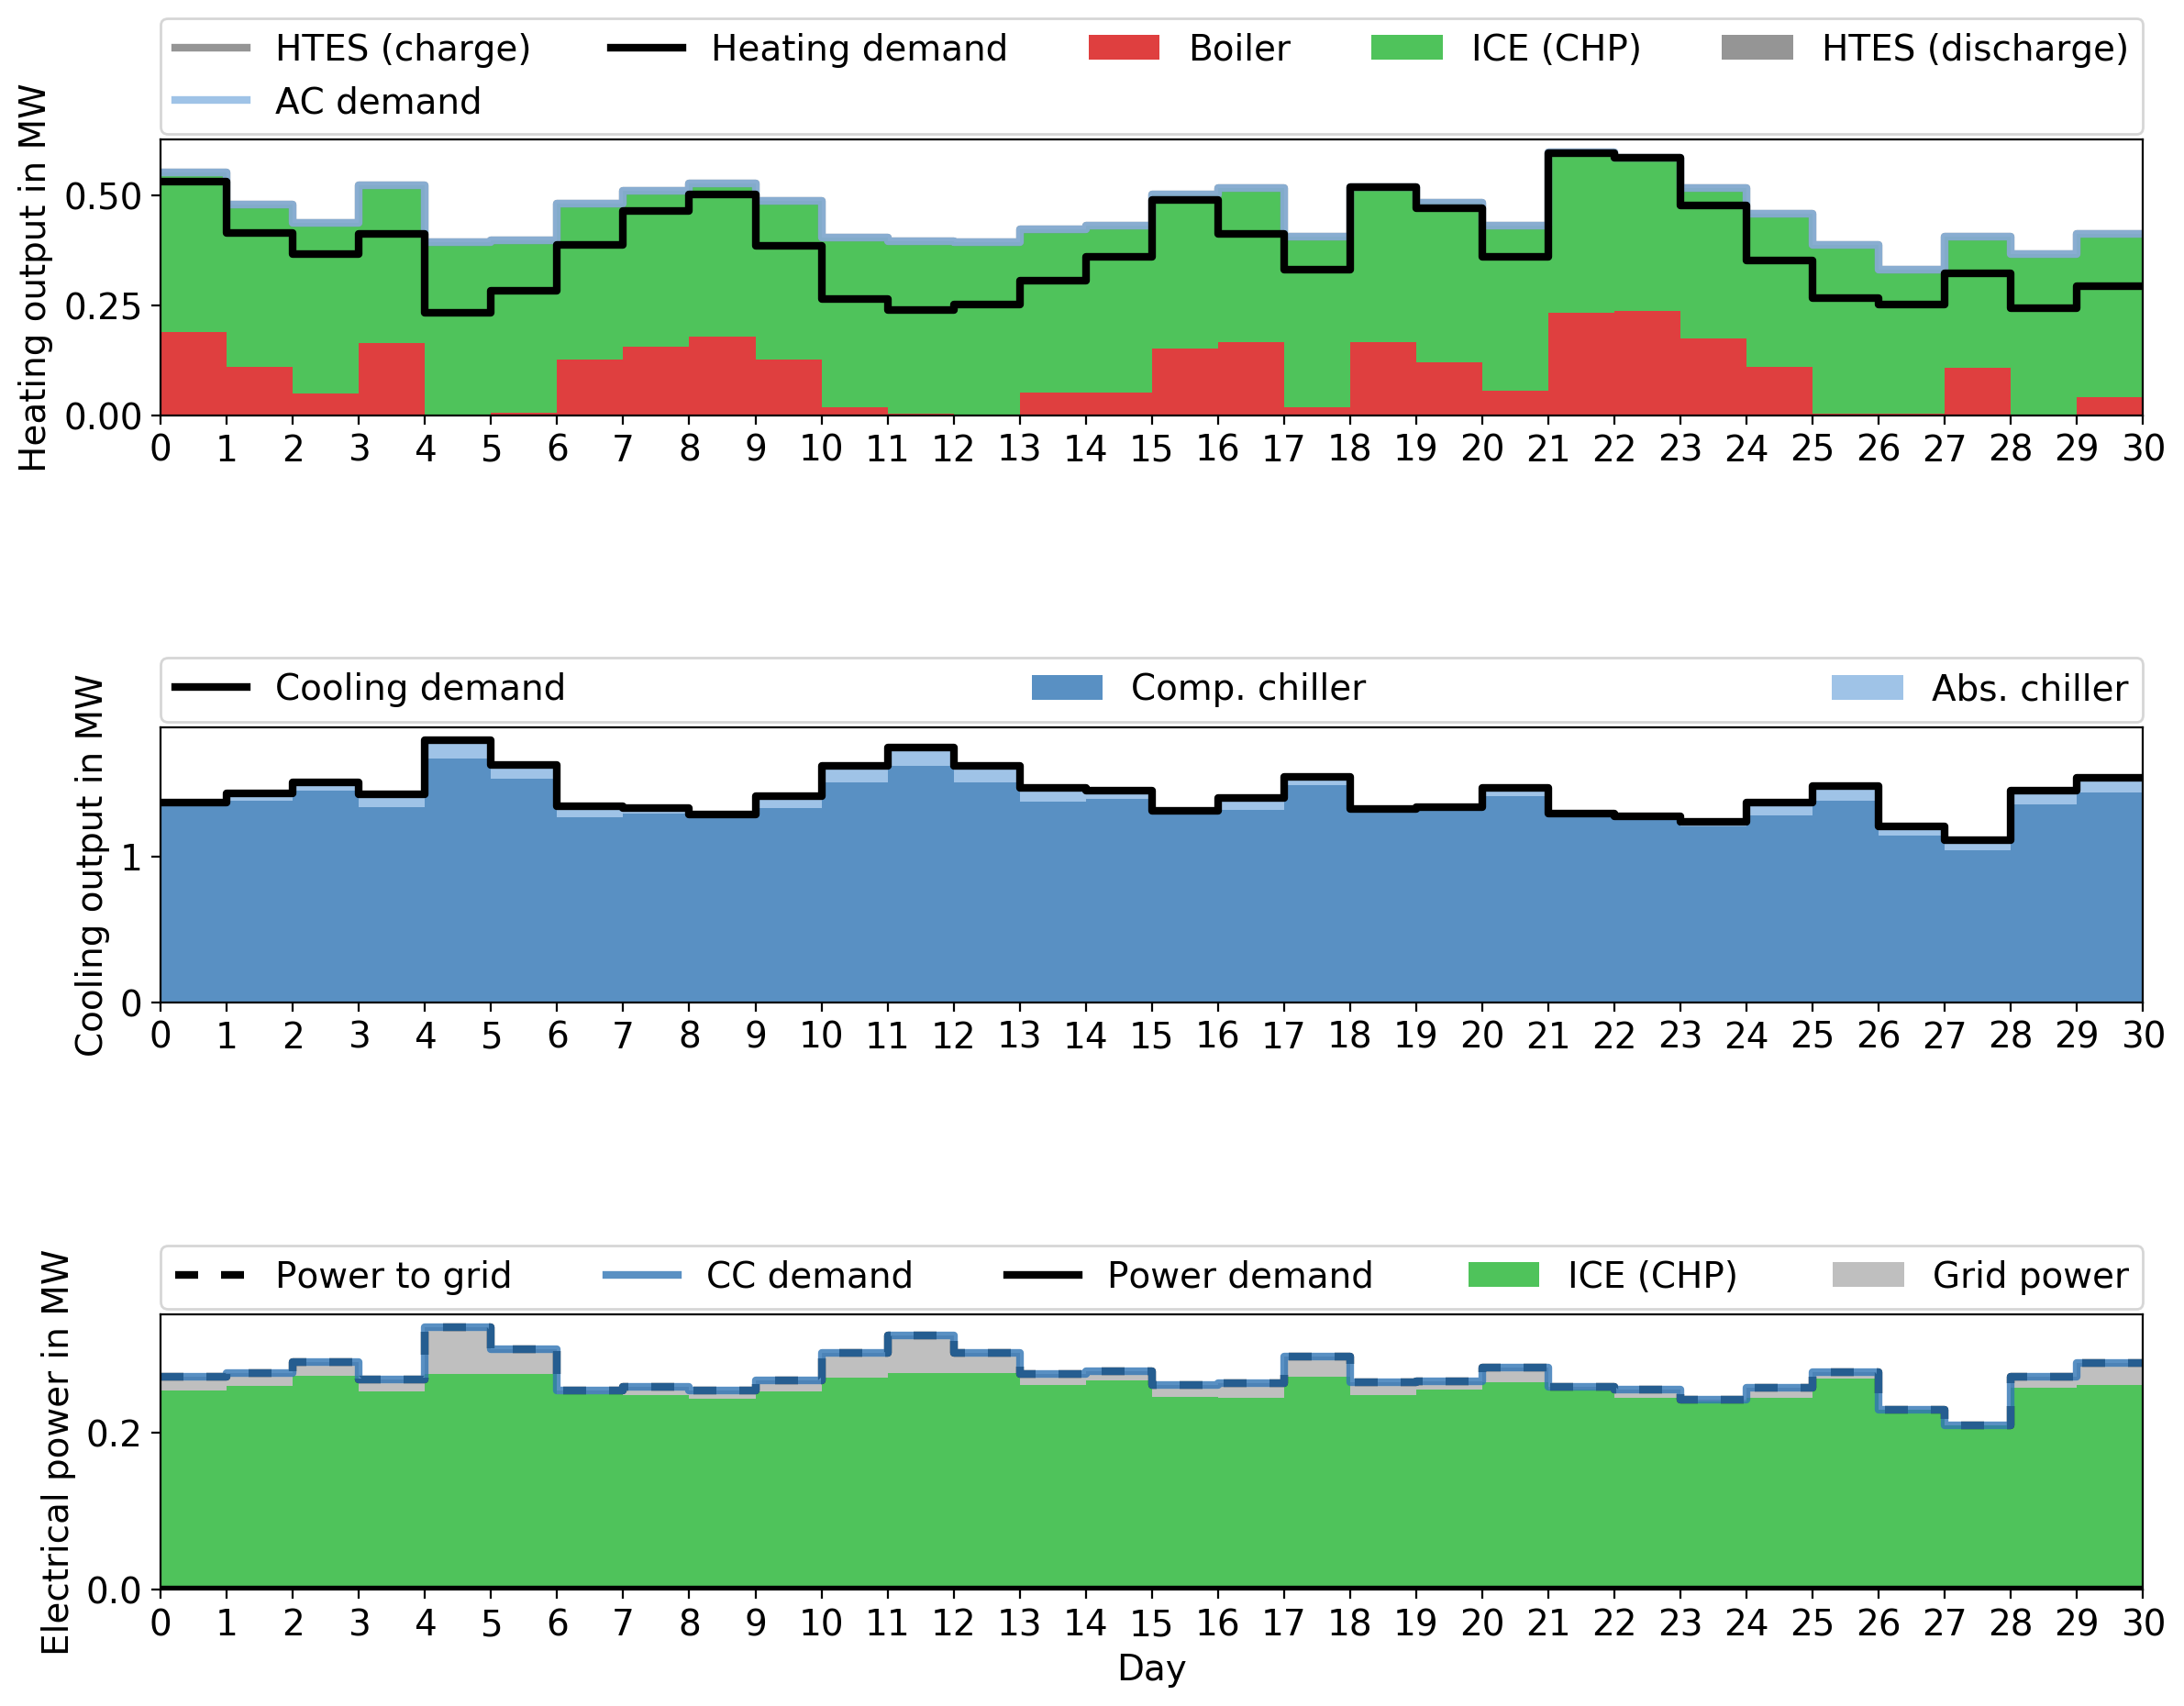 HTES (charge) Heating demand Boiler ICE (CHP) HTES (discharge)
AC demand
Heating output in MW
0.50
0.25
0.00
0 1 2 3 4 5 6 7 8 9 10 11 12 13 14 15 16 17 18 19 20 21 22 23 24 25 26 27 28 29 30
Cooling demand Comp. chiller Abs. chiller
Cooling output in MW
1
0
0 1 2 3 4 5 6 7 8 9 10 11 12 13 14 15 16 17 18 19 20 21 22 23 24 25 26 27 28 29 30
Power to grid CC demand Power demand ICE (CHP) Grid power
Electrical power in MW
0.2
0.0
0 1 2 3 4 5 6 7 8 9 10 11 12 13 14 15 16 17 18 19 20 21 22 23 24 25 26 27 28 29 30
Day